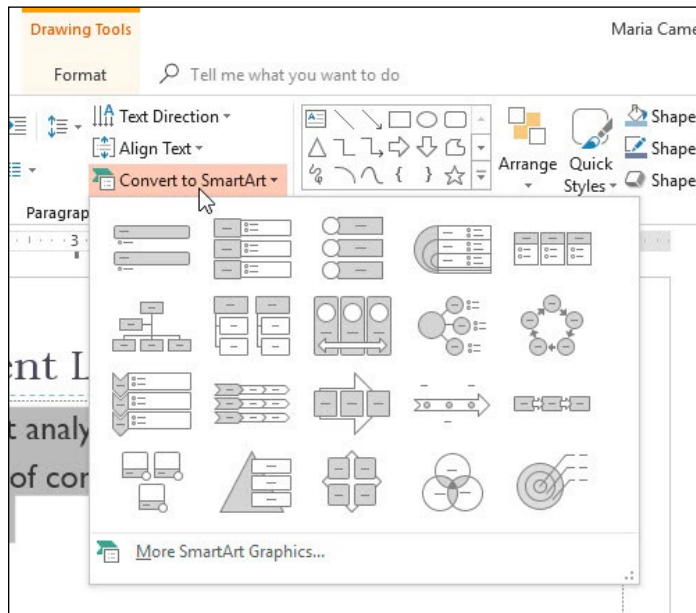 Drawing Tools
Maria Came
Format
Tell me what you want to do
Text Direction
Align Text
Convert to SmartArt
Arrange
Quick
Styles
Shape
Shape
Shape
Paragrap
3
ent L
t analy
of cor
More SmartArt Graphics...